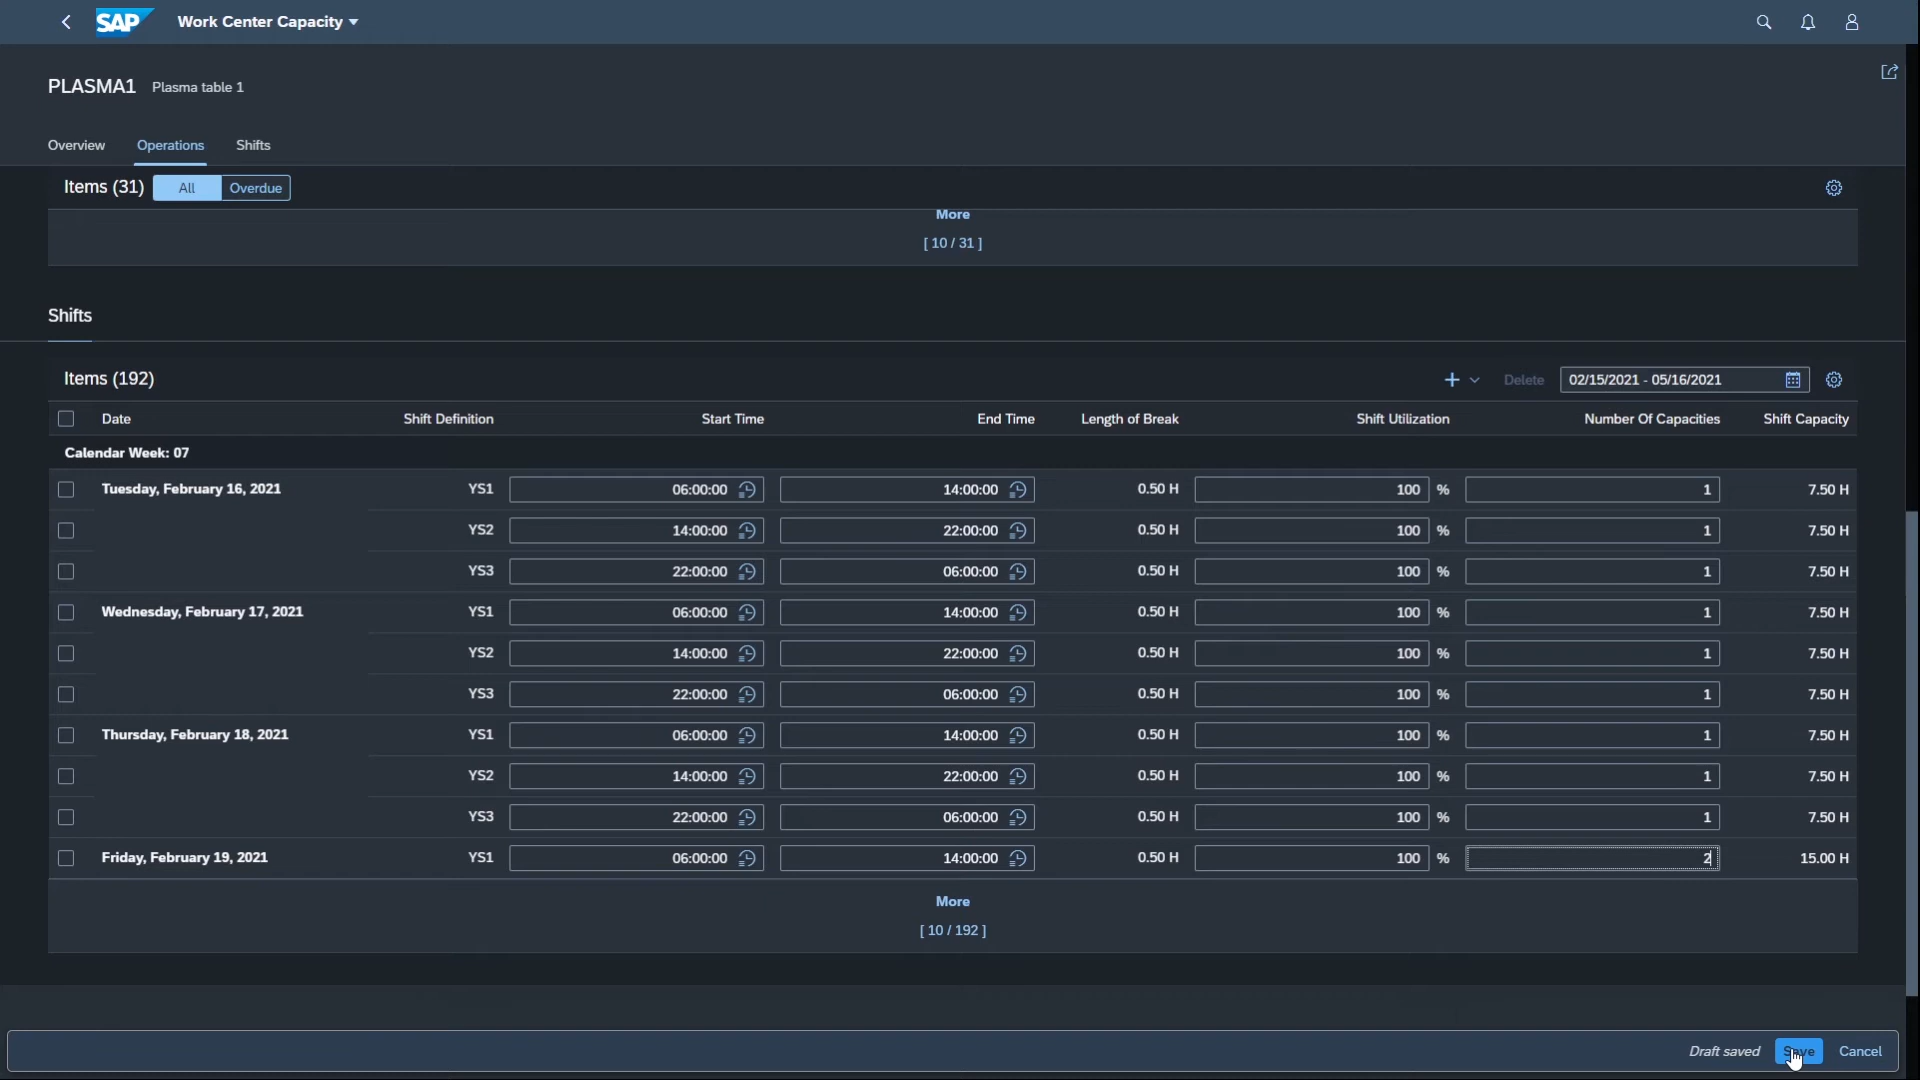 SAP Work Center Capacity
PLASMA1 Plasma table 1
Overview Operations Shifts
Items (31) All Overdue
More
[ 10 / 31 ]
Shifts
Items (192) Delete 02/15/2021 - 05/16/2021
Date Shift Definition Start Time End Time Length of Break Shift Utilization Number Of Capacities Shift Capacity
Calendar Week: 07
Tuesday, February 16, 2021 YS1 06:00:00 14:00:00 0.50 H 100 % 1 7.50 H
YS2 14:00:00 22:00:00 0.50 H 100 % 1 7.50 H
YS3 22:00:00 06:00:00 0.50 H 100 % 1 7.50 H
Wednesday, February 17, 2021 YS1 06:00:00 14:00:00 0.50 H 100 % 1 7.50 H
YS2 14:00:00 22:00:00 0.50 H 100 % 1 7.50 H
YS3 22:00:00 06:00:00 0.50 H 100 % 1 7.50 H
Thursday, February 18, 2021 YS1 06:00:00 14:00:00 0.50 H 100 % 1 7.50 H
YS2 14:00:00 22:00:00 0.50 H 100 % 1 7.50 H
YS3 22:00:00 06:00:00 0.50 H 100 % 1 7.50 H
Friday, February 19, 2021 YS1 06:00:00 14:00:00 0.50 H 100 % 2 15.00 H
More
[ 10 / 192 ]
Draft saved Save Cancel